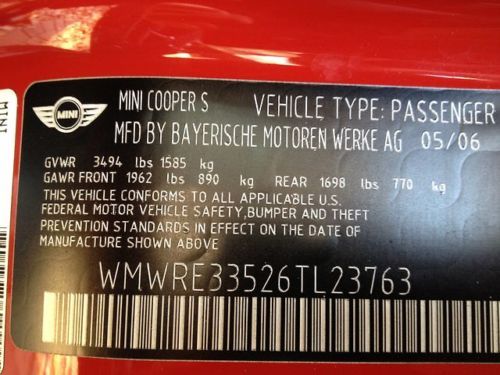 MINI
MINI COOPER S VEHICLE TYPE: PASSENGER
MFD BY BAYERISCHE MOTOREN WERKE AG 05/06
GVWR 3494 lbs 1585 kg
GAWR FRONT 1962 lbs 890 kg REAR 1698 lbs 770 kg
THIS VEHICLE CONFORMS TO ALL APPLICABLE U.S.
FEDERAL MOTOR VEHICLE SAFETY,BUMPER AND THEFT
PREVENTION STANDARDS IN EFFECT ON THE DATE OF
MANUFACTURE SHOWN ABOVE
WMWRE33526TL23763
MINI